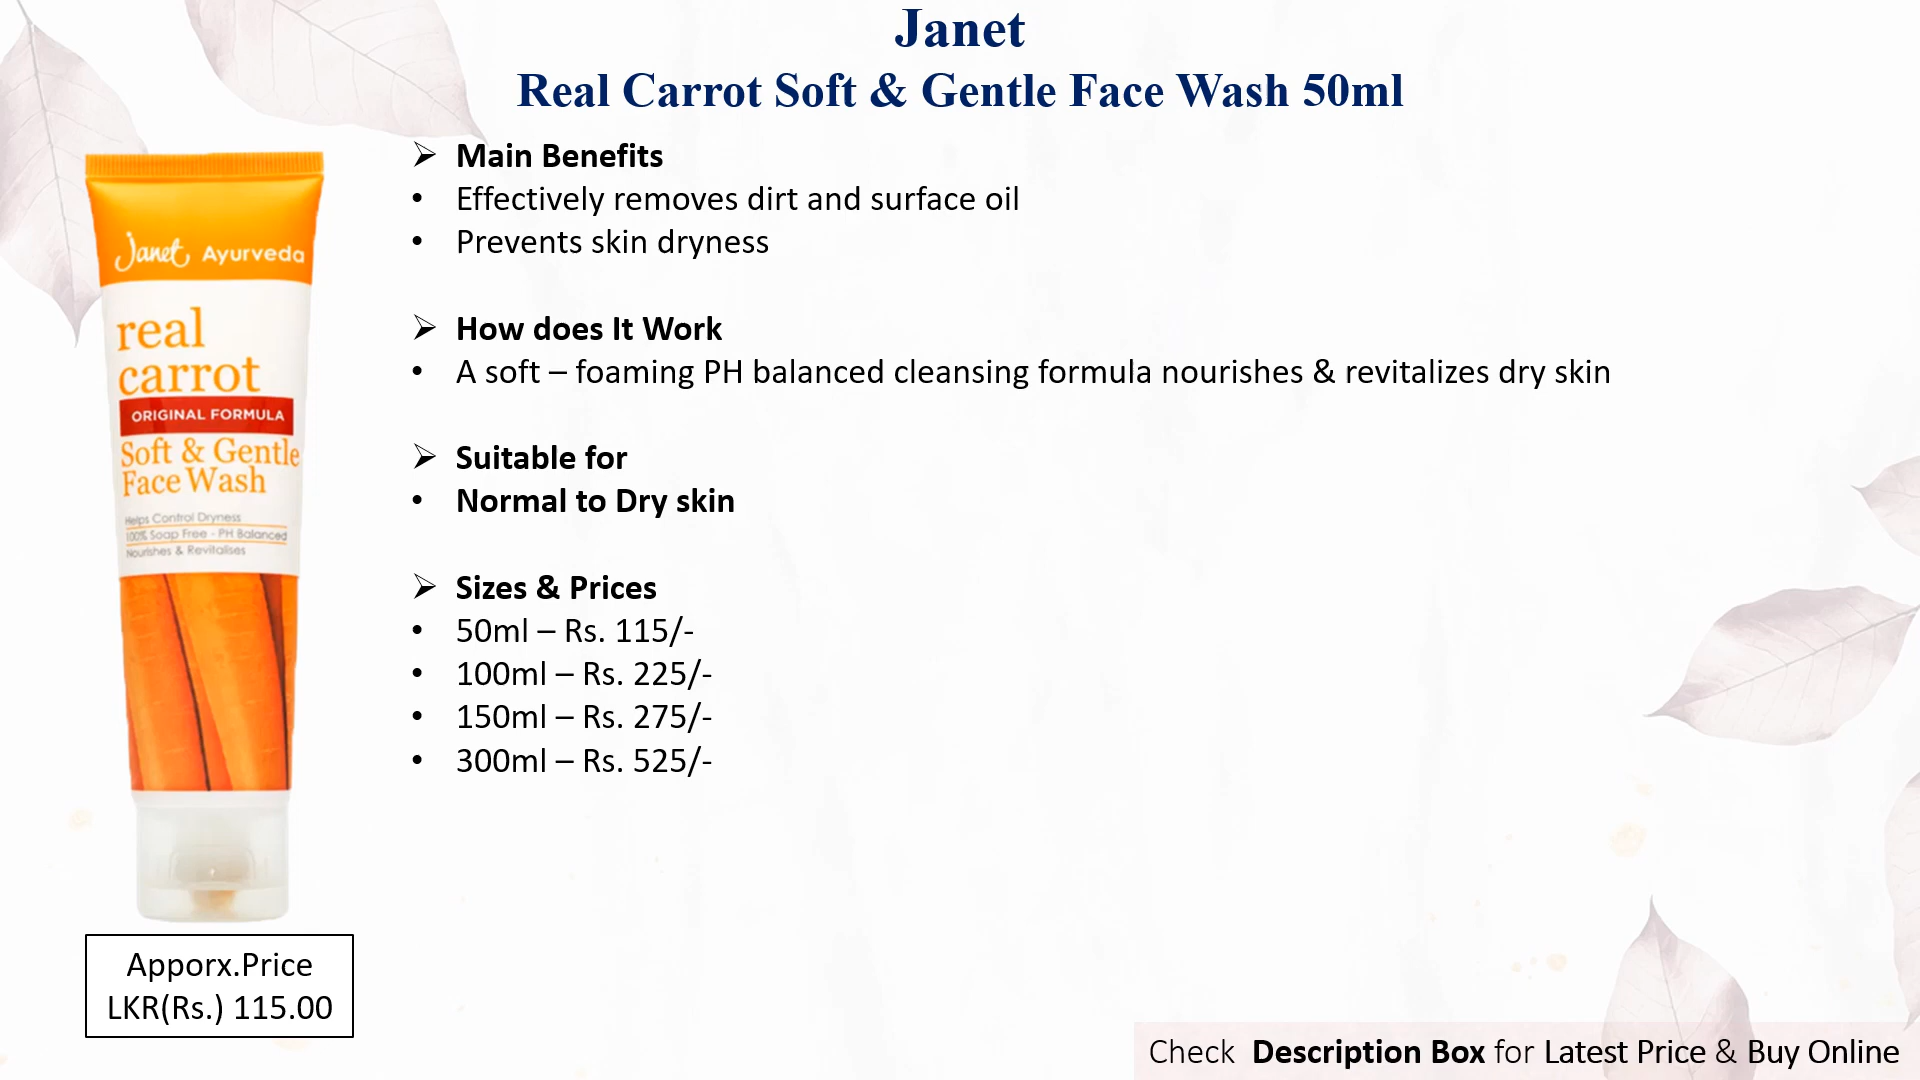 Janet
Real Carrot Soft & Gentle Face Wash 50ml
➢ Main Benefits
• Effectively removes dirt and surface oil
• Prevents skin dryness
➢ How does It Work
• A soft – foaming PH balanced cleansing formula nourishes & revitalizes dry skin
➢ Suitable for
• Normal to Dry skin
➢ Sizes & Prices
• 50ml – Rs. 115/-
• 100ml – Rs. 225/-
• 150ml – Rs. 275/-
• 300ml – Rs. 525/-
Janet Ayurveda
real
carrot
ORIGINAL FORMULA
Soft & Gentle
Face Wash
Helps Control Dryness
100% Soap Free - PH Balanced
Nourishes & Revitalises
Apporx.Price
LKR(Rs.) 115.00
Check Description Box for Latest Price & Buy Online